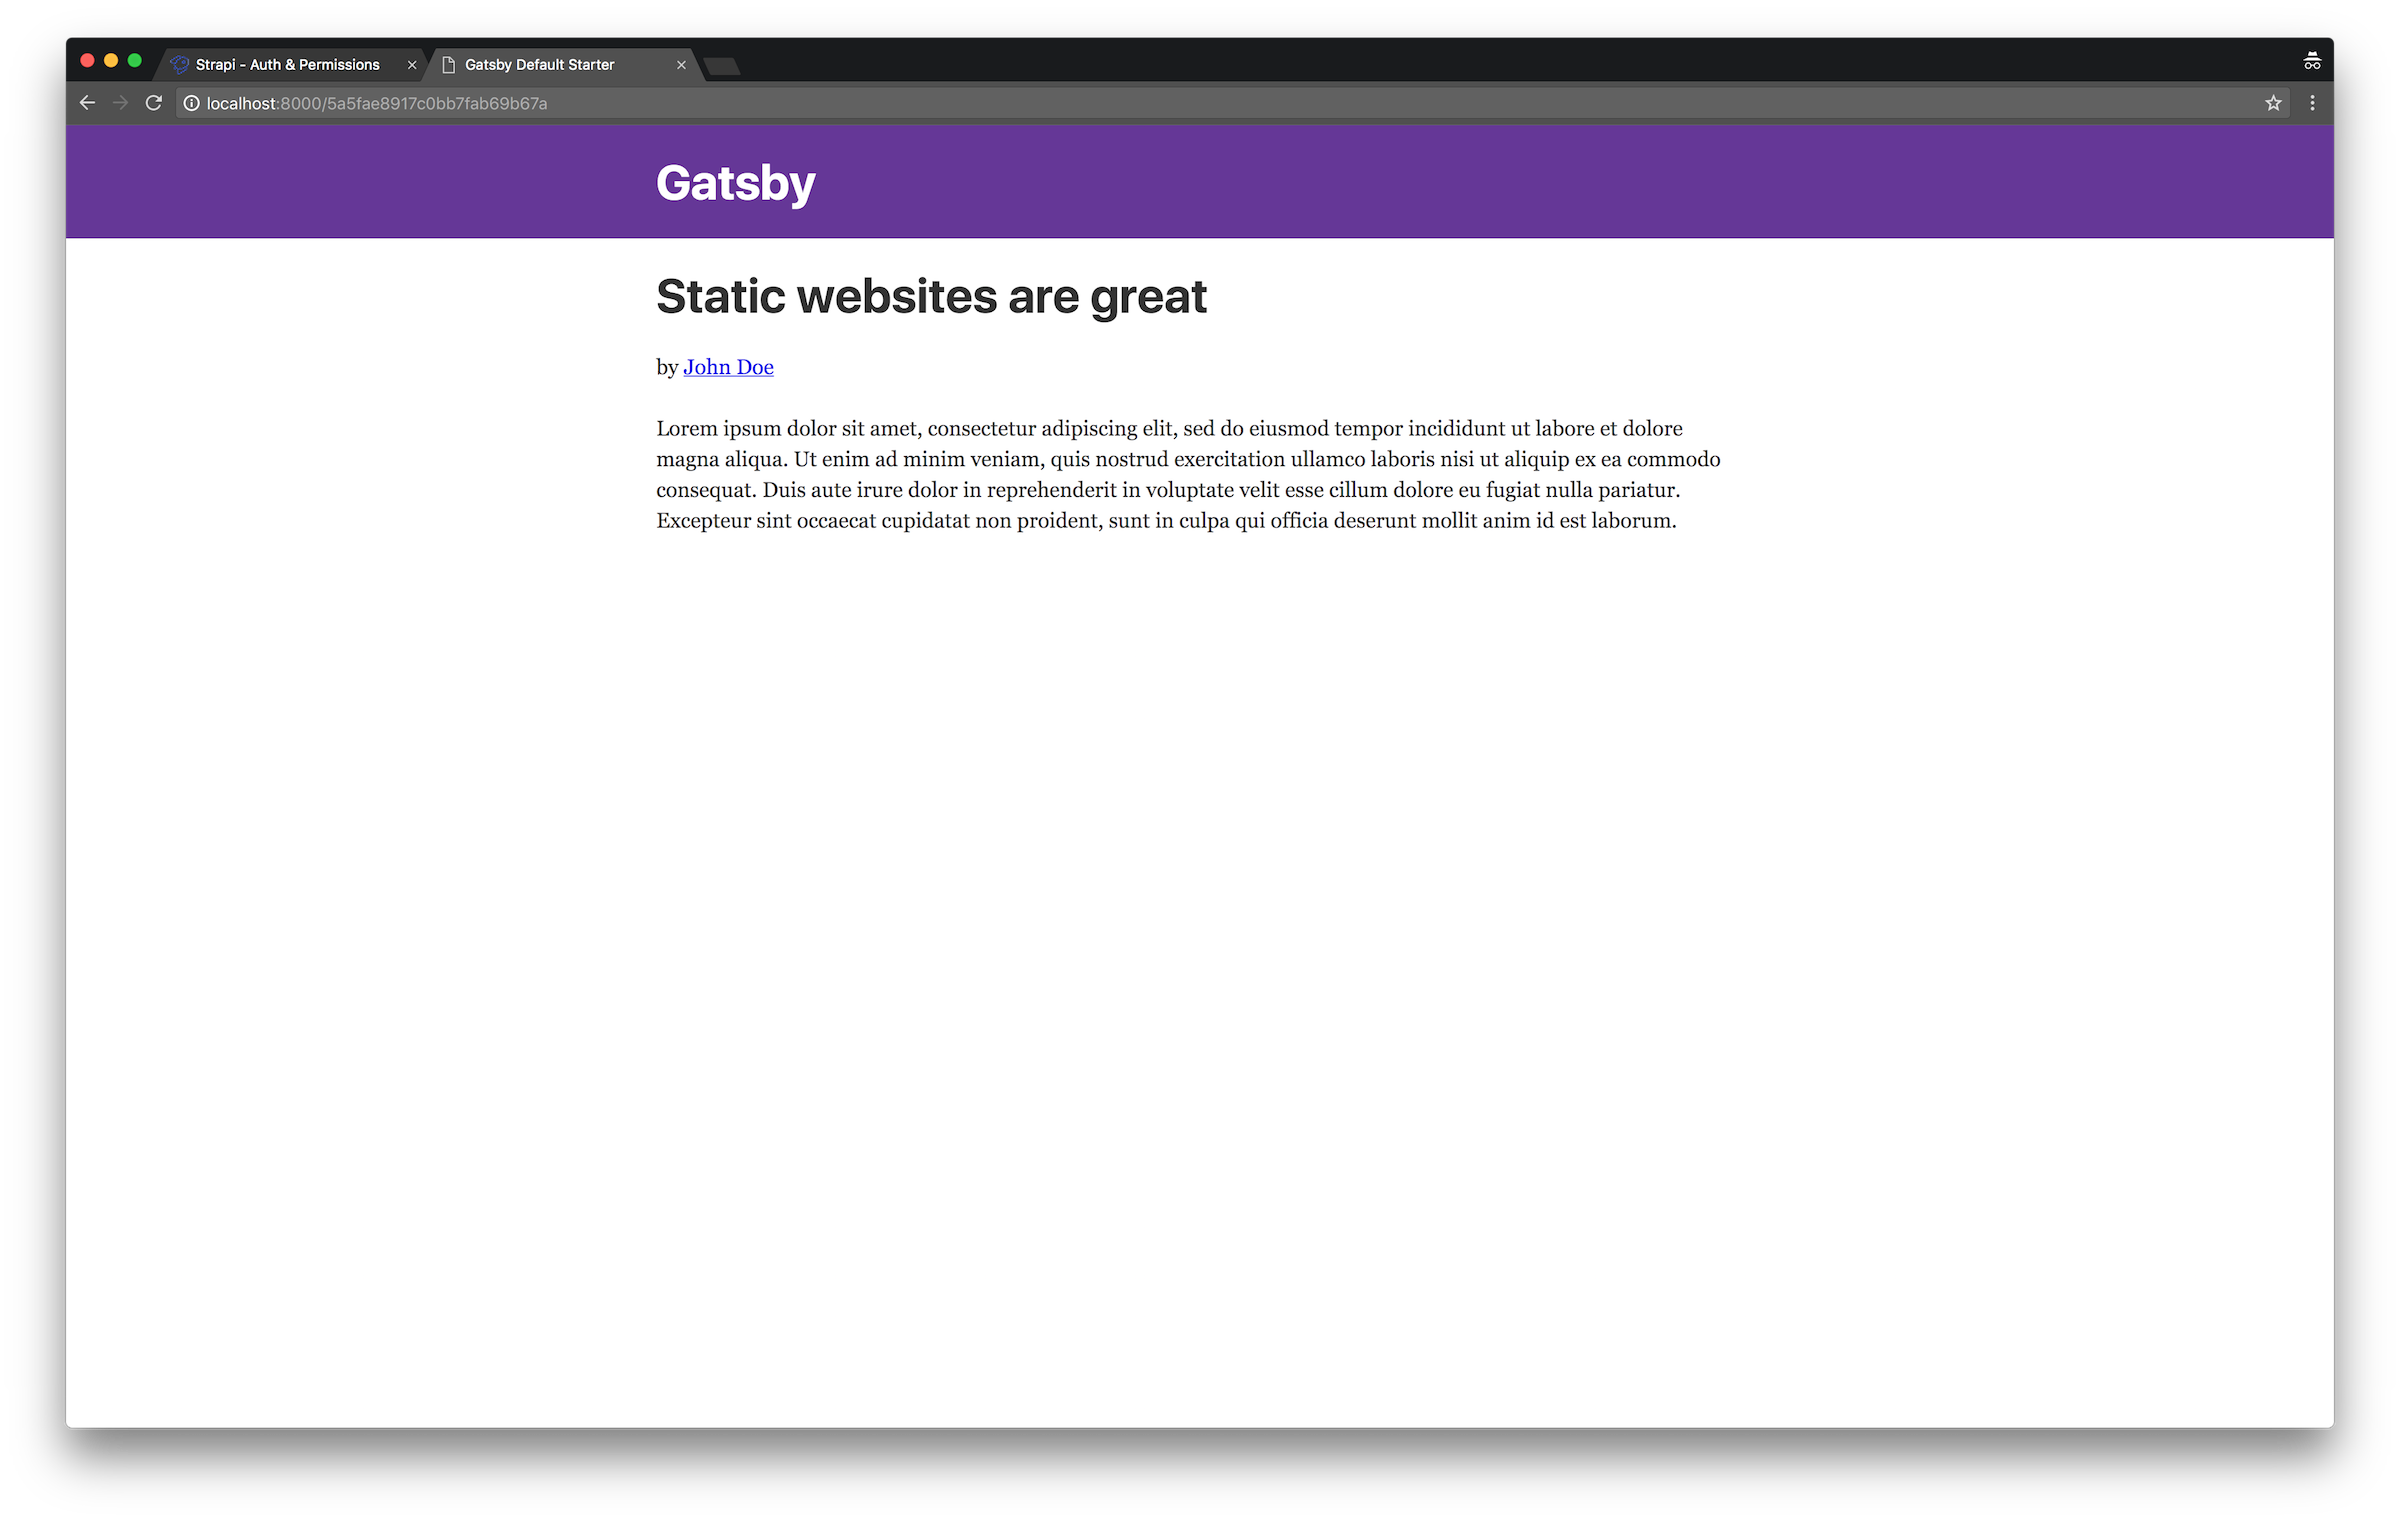 Strapi - Auth & Permissions
Gatsby Default Starter
localhost:8000/5a5fae8917c0bb7fab69b67a
Gatsby
Static websites are great
by John Doe
Lorem ipsum dolor sit amet, consectetur adipiscing elit, sed do eiusmod tempor incididunt ut labore et dolore
magna aliqua. Ut enim ad minim veniam, quis nostrud exercitation ullamco laboris nisi ut aliquip ex ea commodo
consequat. Duis aute irure dolor in reprehenderit in voluptate velit esse cillum dolore eu fugiat nulla pariatur.
Excepteur sint occaecat cupidatat non proident, sunt in culpa qui officia deserunt mollit anim id est laborum.